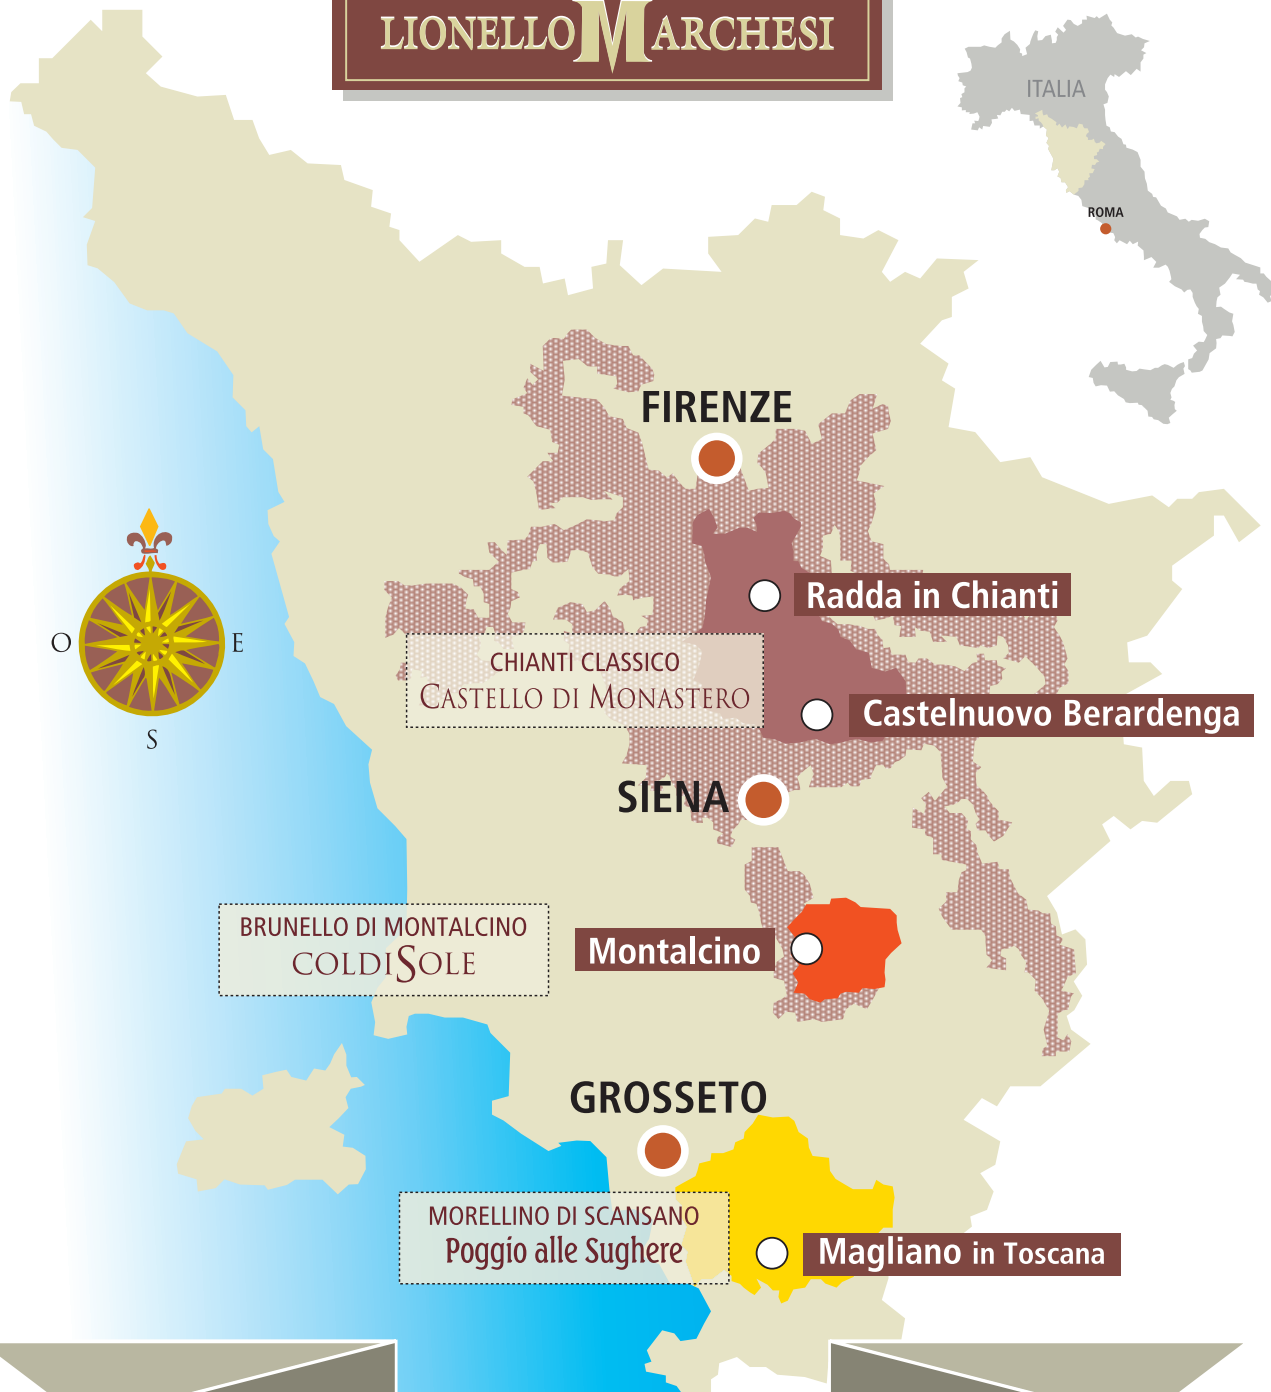 LIONELLO MARCHESI
ITALIA
ROMA
FIRENZE
Radda in Chianti
O
E
S
CHIANTI CLASSICO
CASTELLO DI MONASTERO
Castelnuovo Berardenga
SIENA
BRUNELLO DI MONTALCINO
COLDISOLE
Montalcino
GROSSETO
MORELLINO DI SCANSANO
Poggio alle Sughere
Magliano in Toscana